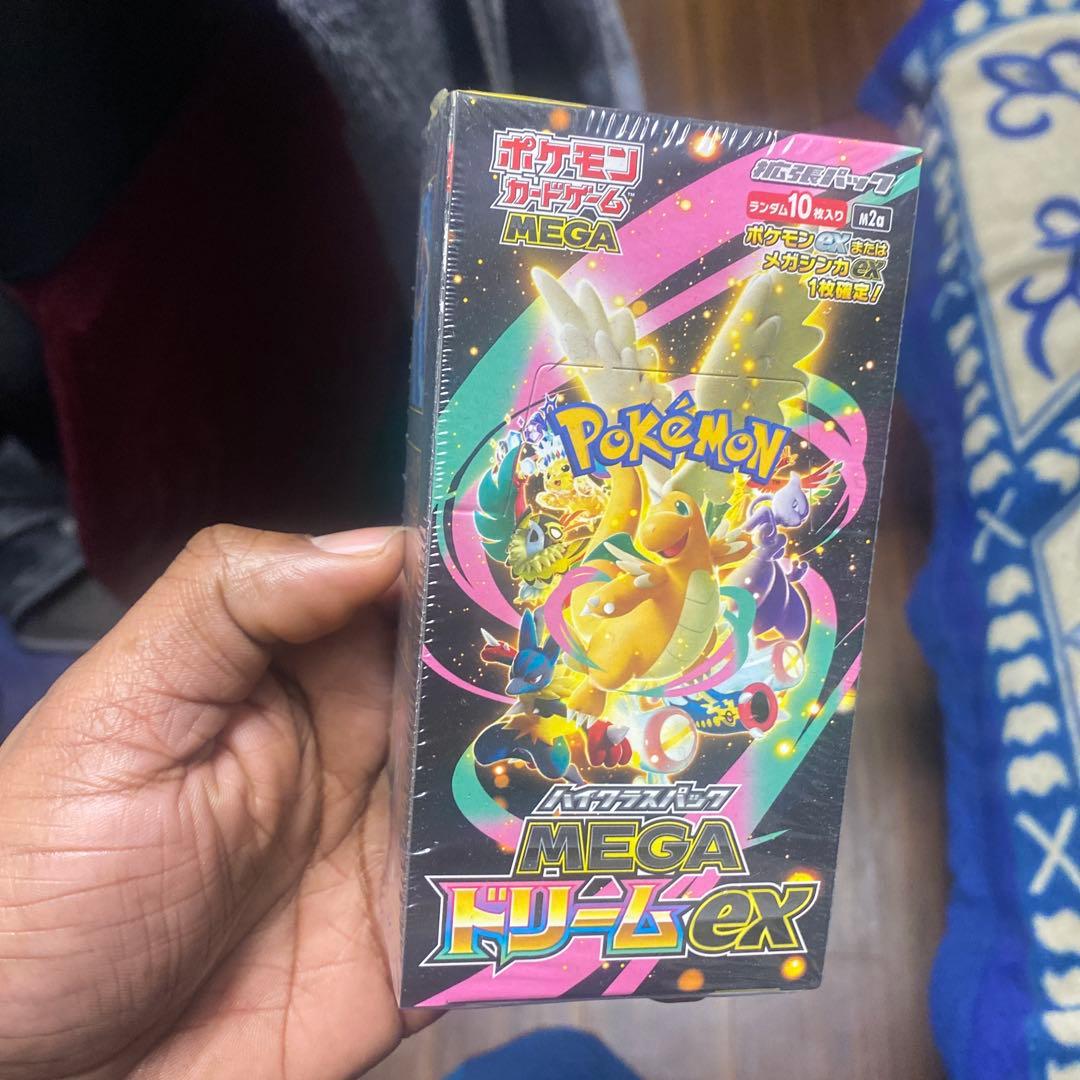 ポケモン
カードゲーム™
MEGA
拡張パック
ランダム10枚入り M2a
ポケモンexまたは
メガシンカex
1枚確定!
POKéMON
ハイクラスパック
MEGA
ドリームex